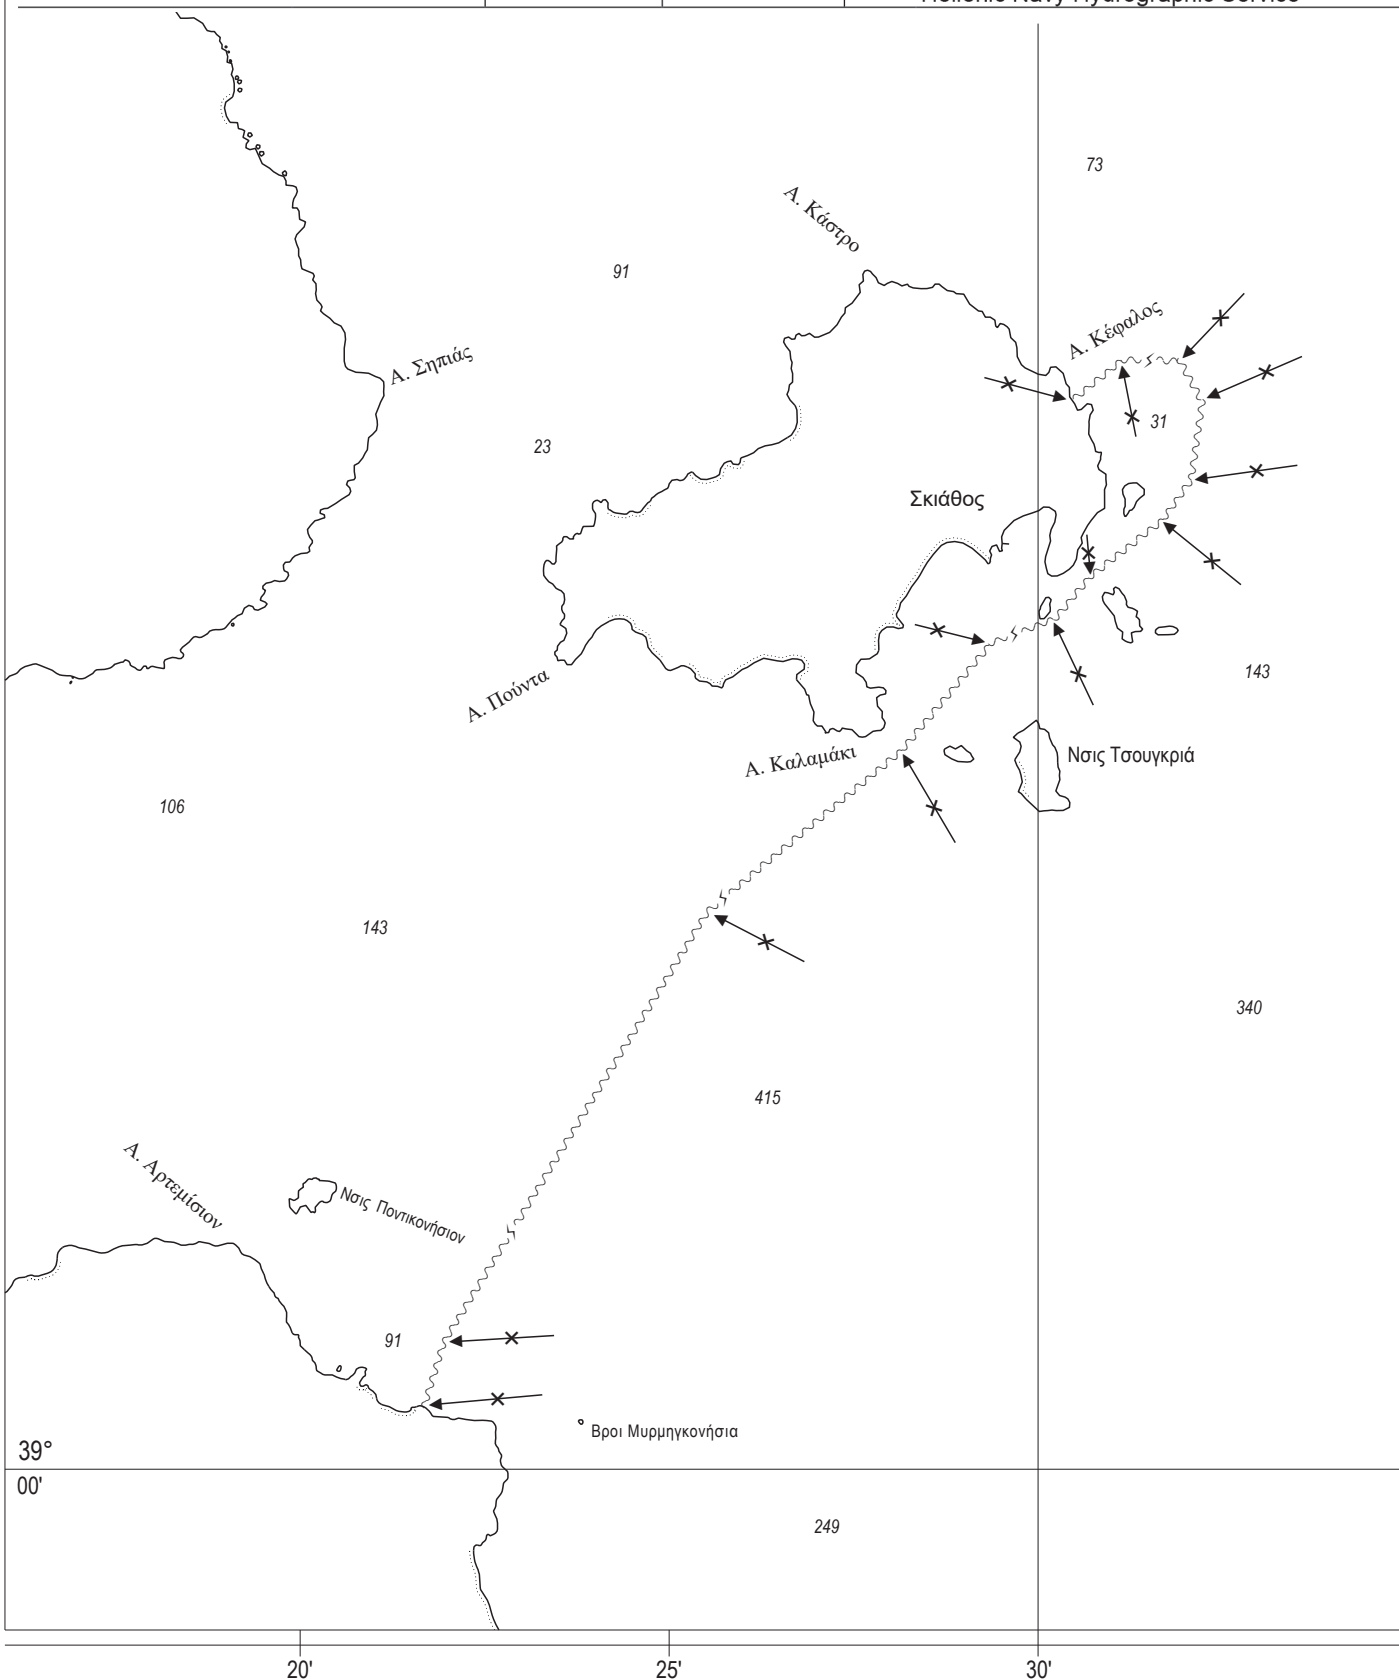 Hellenic Navy Hydrographic Service
73
Α. Κάστρο
91
Α. Κέφαλος
Α. Σηπιάς
31
23
Σκιάθος
143
Α. Πούντα
Α. Καλαμάκι
Νσις Τσουγκριά
106
143
340
415
Α. Αρτεμίσιον
Νσις Ποντικονήσιον
91
Βροι Μυρμηγκονήσια
39°
00'
249
20'
25'
30'